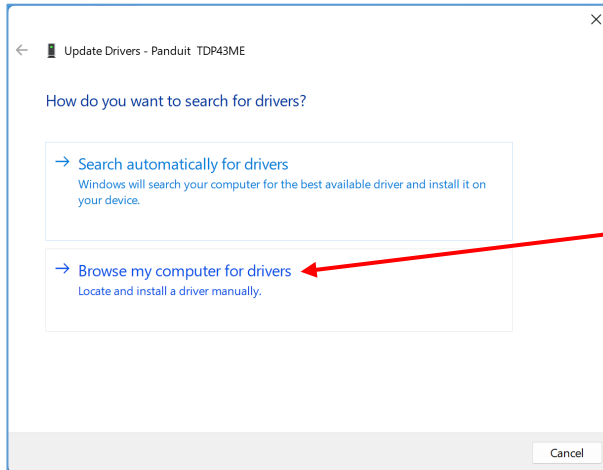 Update Drivers - Panduit TDP43ME
How do you want to search for drivers?
Search automatically for drivers
Windows will search your computer for the best available driver and install it on
your device.
Browse my computer for drivers
Locate and install a driver manually.
Cancel